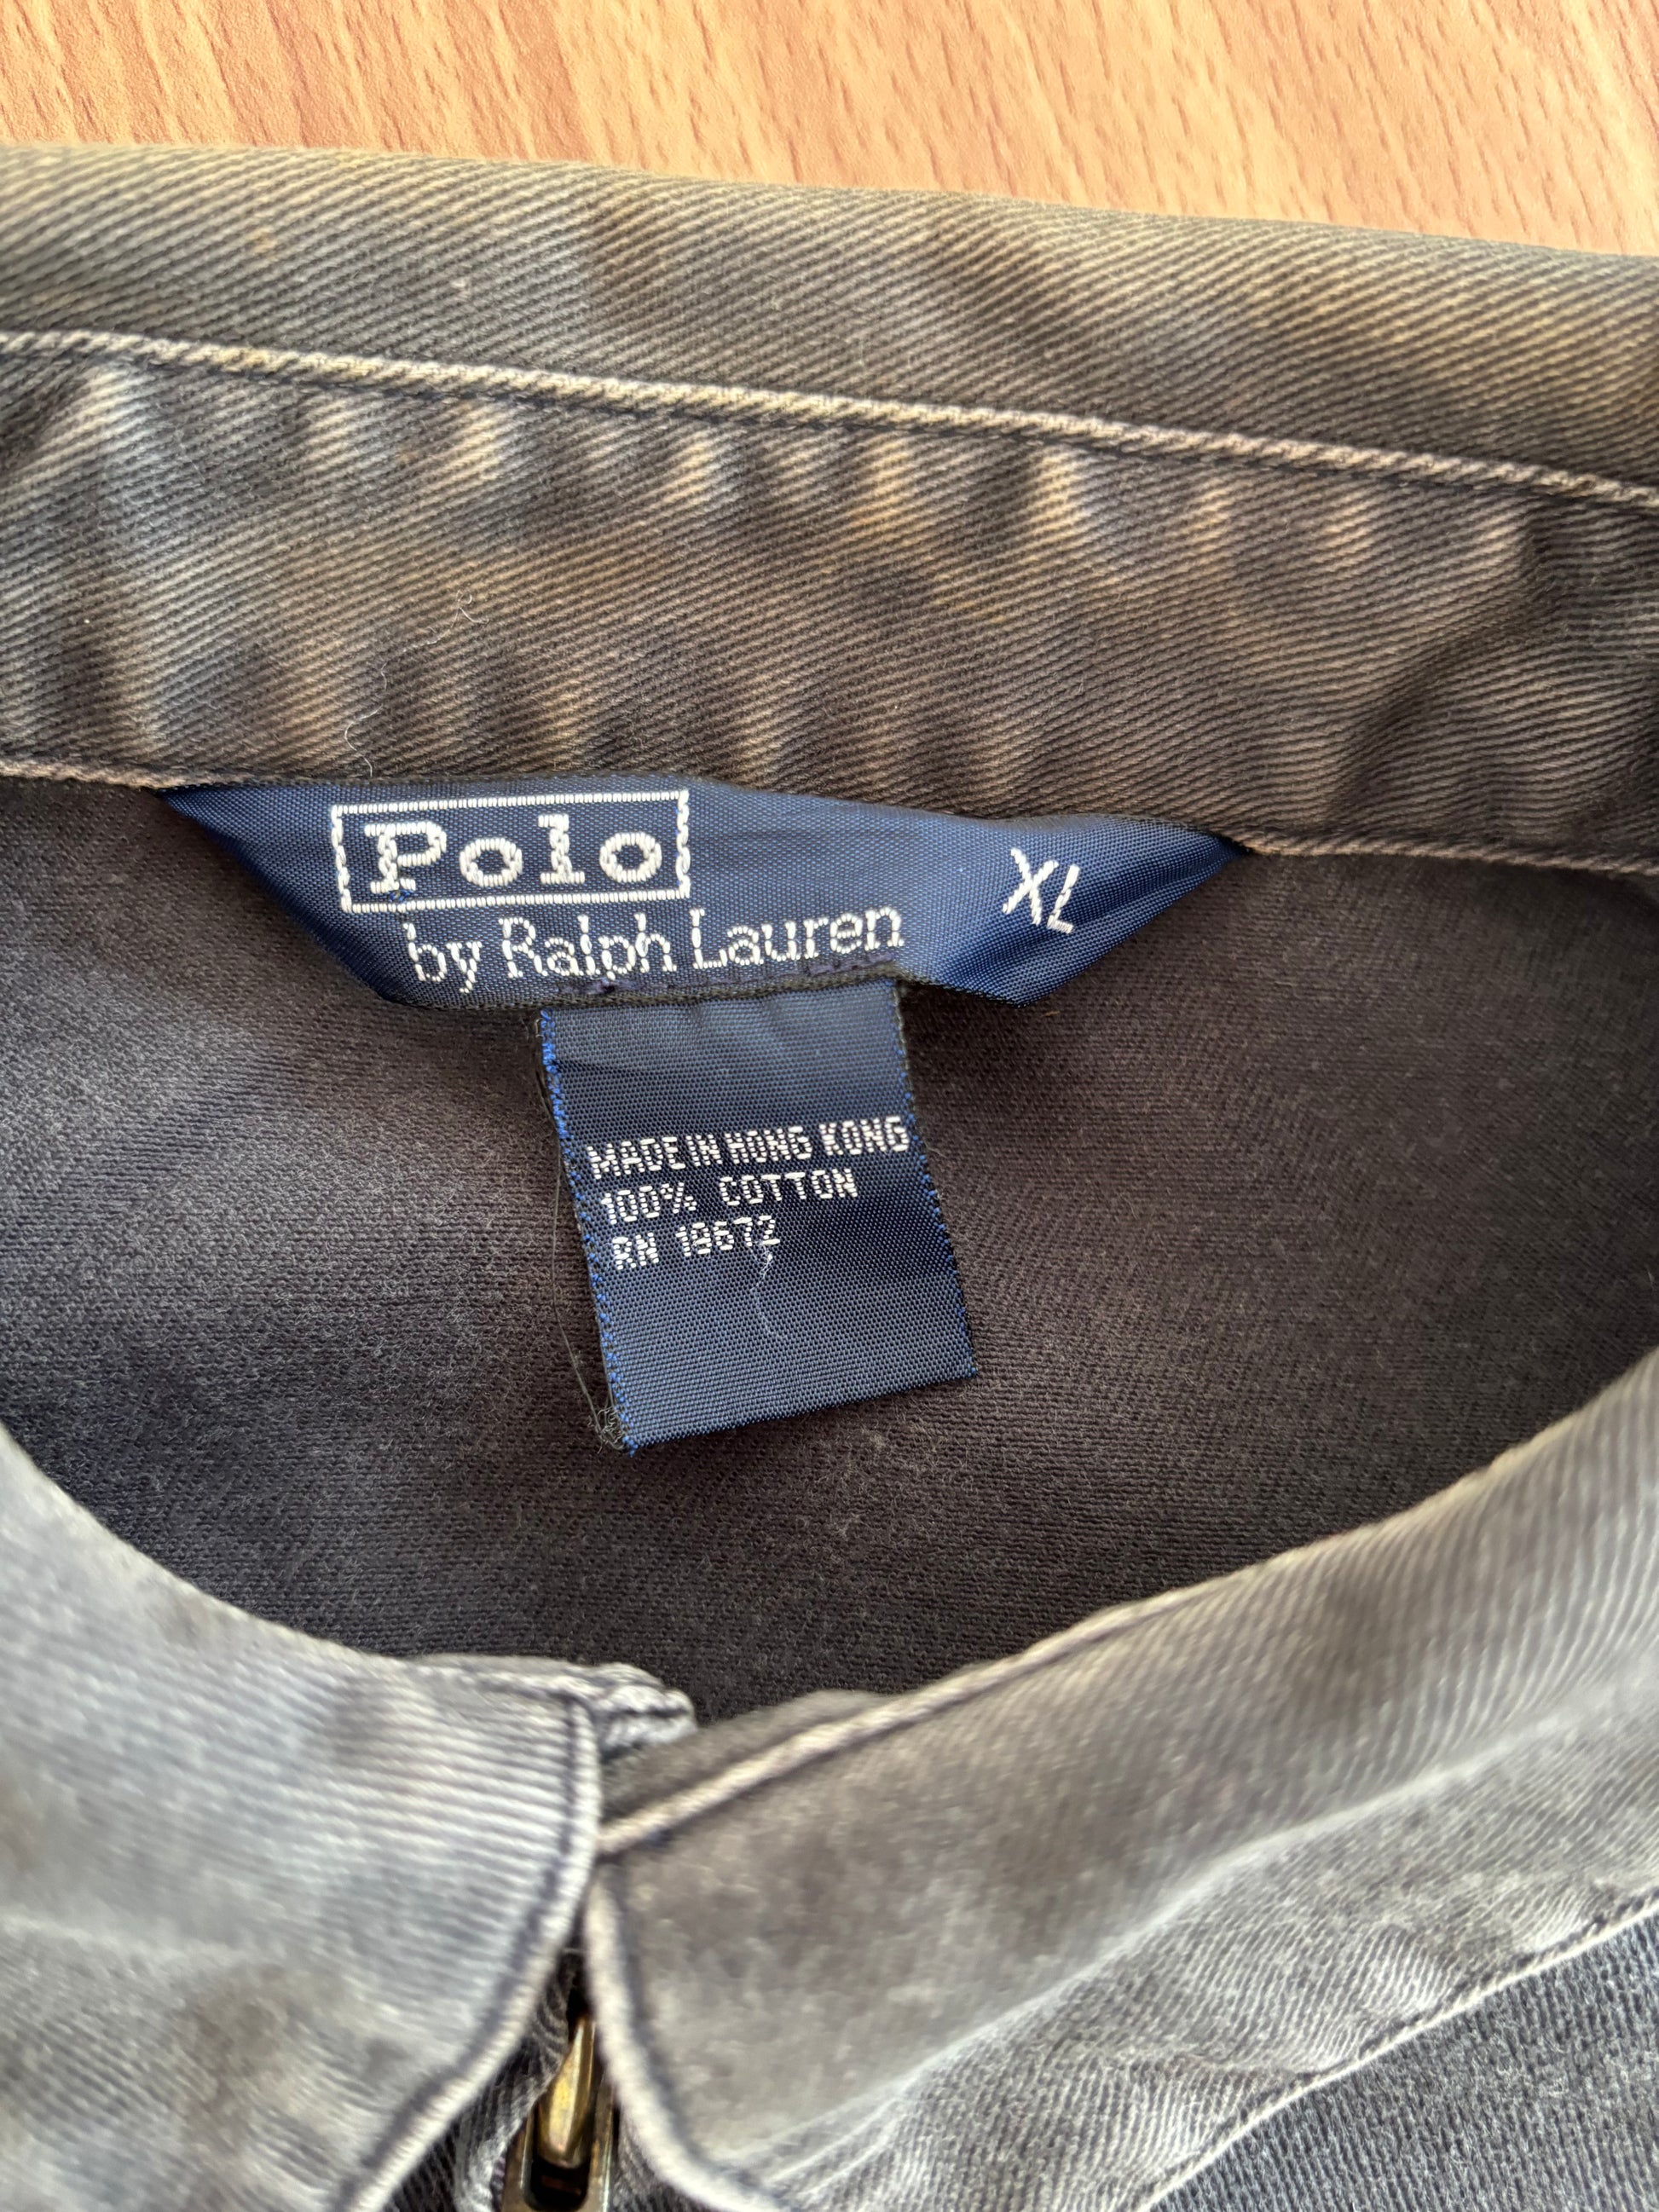 Polo
by Ralph Lauren
XL
MADE IN HONG KONG
100% COTTON
RN 19672